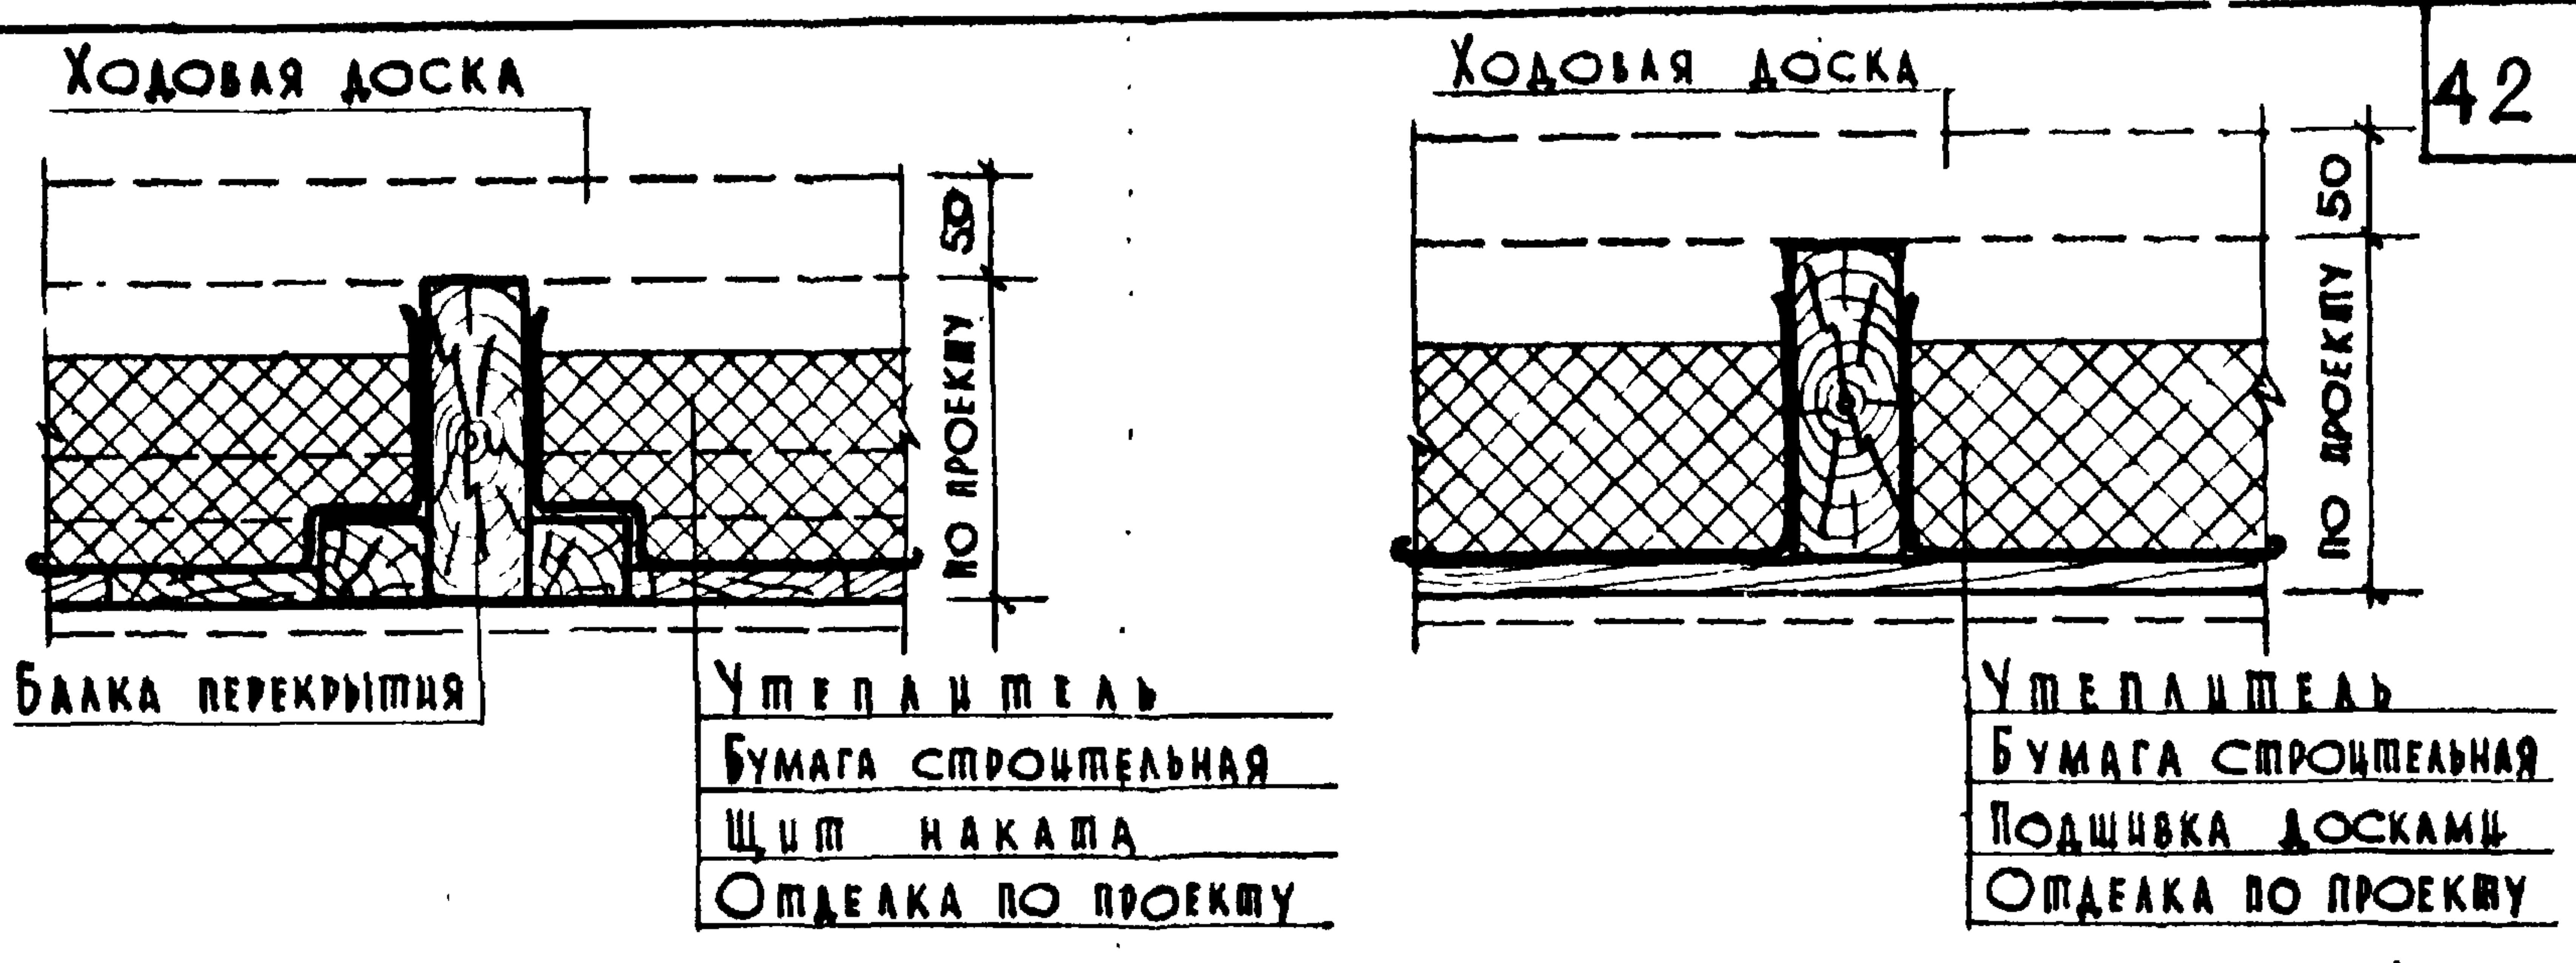 Ходовая доска
50
по проекту
Балка перекрытия
Утеплитель
Бумага строительная
Щит наката
Отделка по проекту
Ходовая доска
42
50
по проекту
Утеплитель
Бумага строительная
Подшивка досками
Отделка по проекту